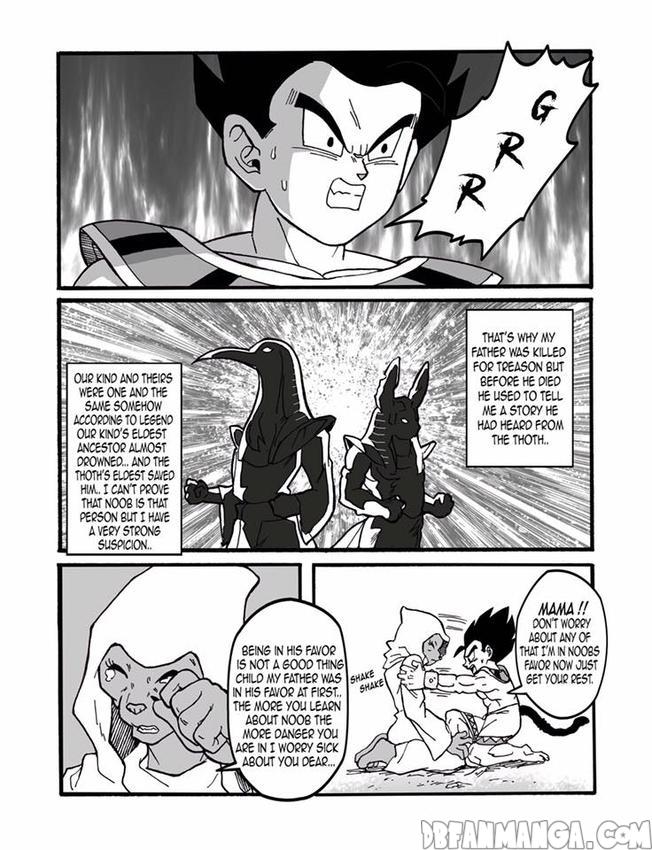 G
R
R
THAT'S WHY MY
FATHER WAS KILLED
FOR TREASON BUT
BEFORE HE DIED
HE USED TO TELL
ME A STORY HE
HAD HEARD FROM
THE THOTH..
OUR KIND AND THEIRS
WERE ONE AND THE
SAME SOMEHOW
ACCORDING TO LEGEND
OUR KIND'S ELDEST
ANCESTOR ALMOST
DROWNED... AND THE
THOTH'S ELDEST SAVED
HIM.. I CAN'T PROVE
THAT NOOB IS THAT
PERSON BUT I HAVE
A VERY STRONG
SUSPICION..
BEING IN HIS FAVOR
IS NOT A GOOD THING
CHILD MY FATHER WAS
IN HIS FAVOR AT FIRST..
THE MORE YOU LEARN
ABOUT NOOB THE
MORE DANGER YOU
ARE IN I WORRY SICK
ABOUT YOU DEAR...
SHAKE
SHAKE
MAMA !!
DON'T WORRY
ABOUT ANY OF
THAT I'M IN NOOBS
FAVOR NOW JUST
GET YOUR REST.
DBFANMANGA.COM